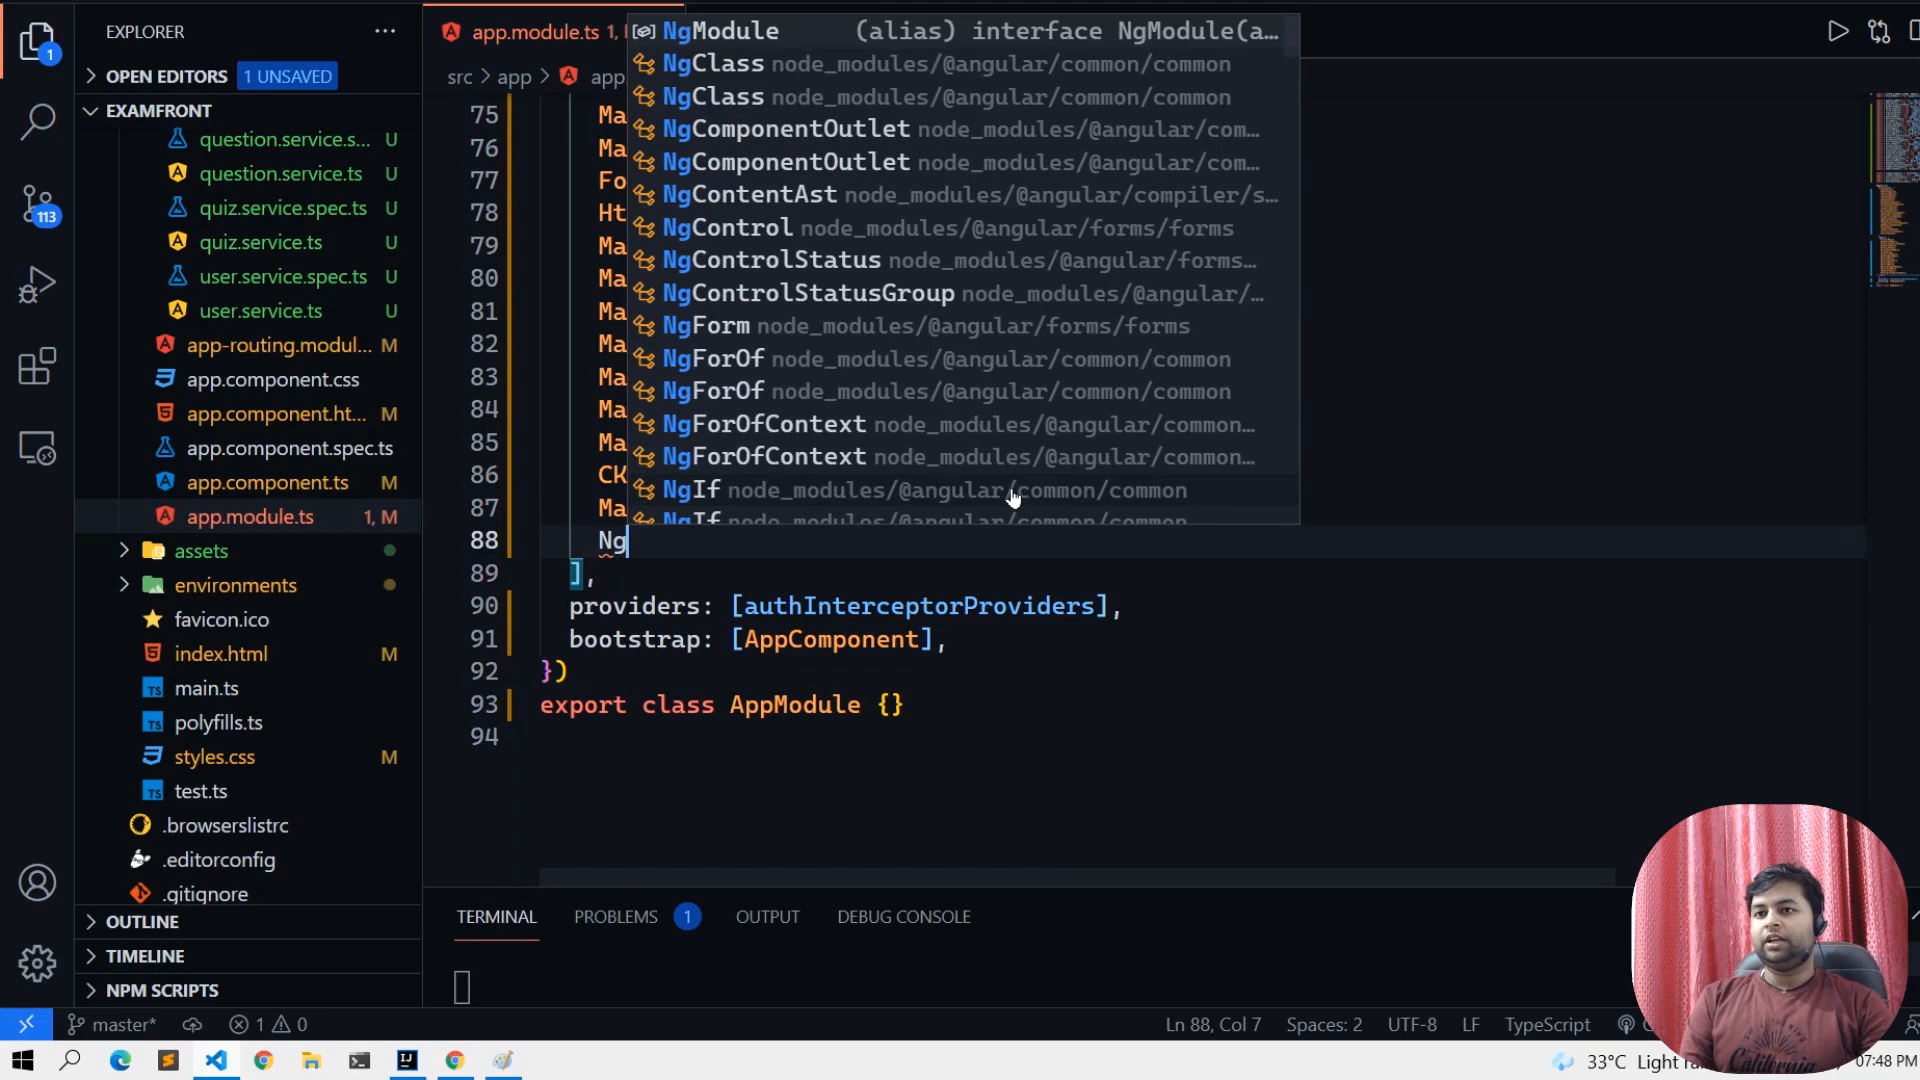 EXPLORER
OPEN EDITORS 1 UNSAVED
EXAMFRONT
question.service.s... U
question.service.ts U
quiz.service.spec.ts U
quiz.service.ts U
user.service.spec.ts U
user.service.ts U
app-routing.modul... M
app.component.css
app.component.ht... M
app.component.spec.ts
app.component.ts M
app.module.ts 1, M
assets
environments
favicon.ico
index.html M
main.ts
polyfills.ts
styles.css M
test.ts
.browserslistrc
.editorconfig
.gitignore
OUTLINE
TIMELINE
NPM SCRIPTS
1
113
app.module.ts 1,
src > app > app
NgModule (alias) interface NgModule(a...
NgClass node_modules/@angular/common/common
NgClass node_modules/@angular/common/common
NgComponentOutlet node_modules/@angular/com...
NgComponentOutlet node_modules/@angular/com...
NgContentAst node_modules/@angular/compiler/s...
NgControl node_modules/@angular/forms/forms
NgControlStatus node_modules/@angular/forms...
NgControlStatusGroup node_modules/@angular/...
NgForm node_modules/@angular/forms/forms
NgForOf node_modules/@angular/common/common
NgForOf node_modules/@angular/common/common
NgForOfContext node_modules/@angular/common...
NgForOfContext node_modules/@angular/common...
NgIf node_modules/@angular/common/common
NgIf node_modules/@angular/common/common
75 Ma
76 Ma
77 Fo
78 Ht
79 Ma
80 Ma
81 Ma
82 Ma
83 Ma
84 Ma
85 Ma
86 CK
87 Ma
88 Ng
89 ],
90 providers: [authInterceptorProviders],
91 bootstrap: [AppComponent],
92 })
93 export class AppModule {}
94
TERMINAL PROBLEMS 1 OUTPUT DEBUG CONSOLE
master* 1 0 Ln 88, Col 7 Spaces: 2 UTF-8 LF TypeScript
33°C Light 07:48 PM
California